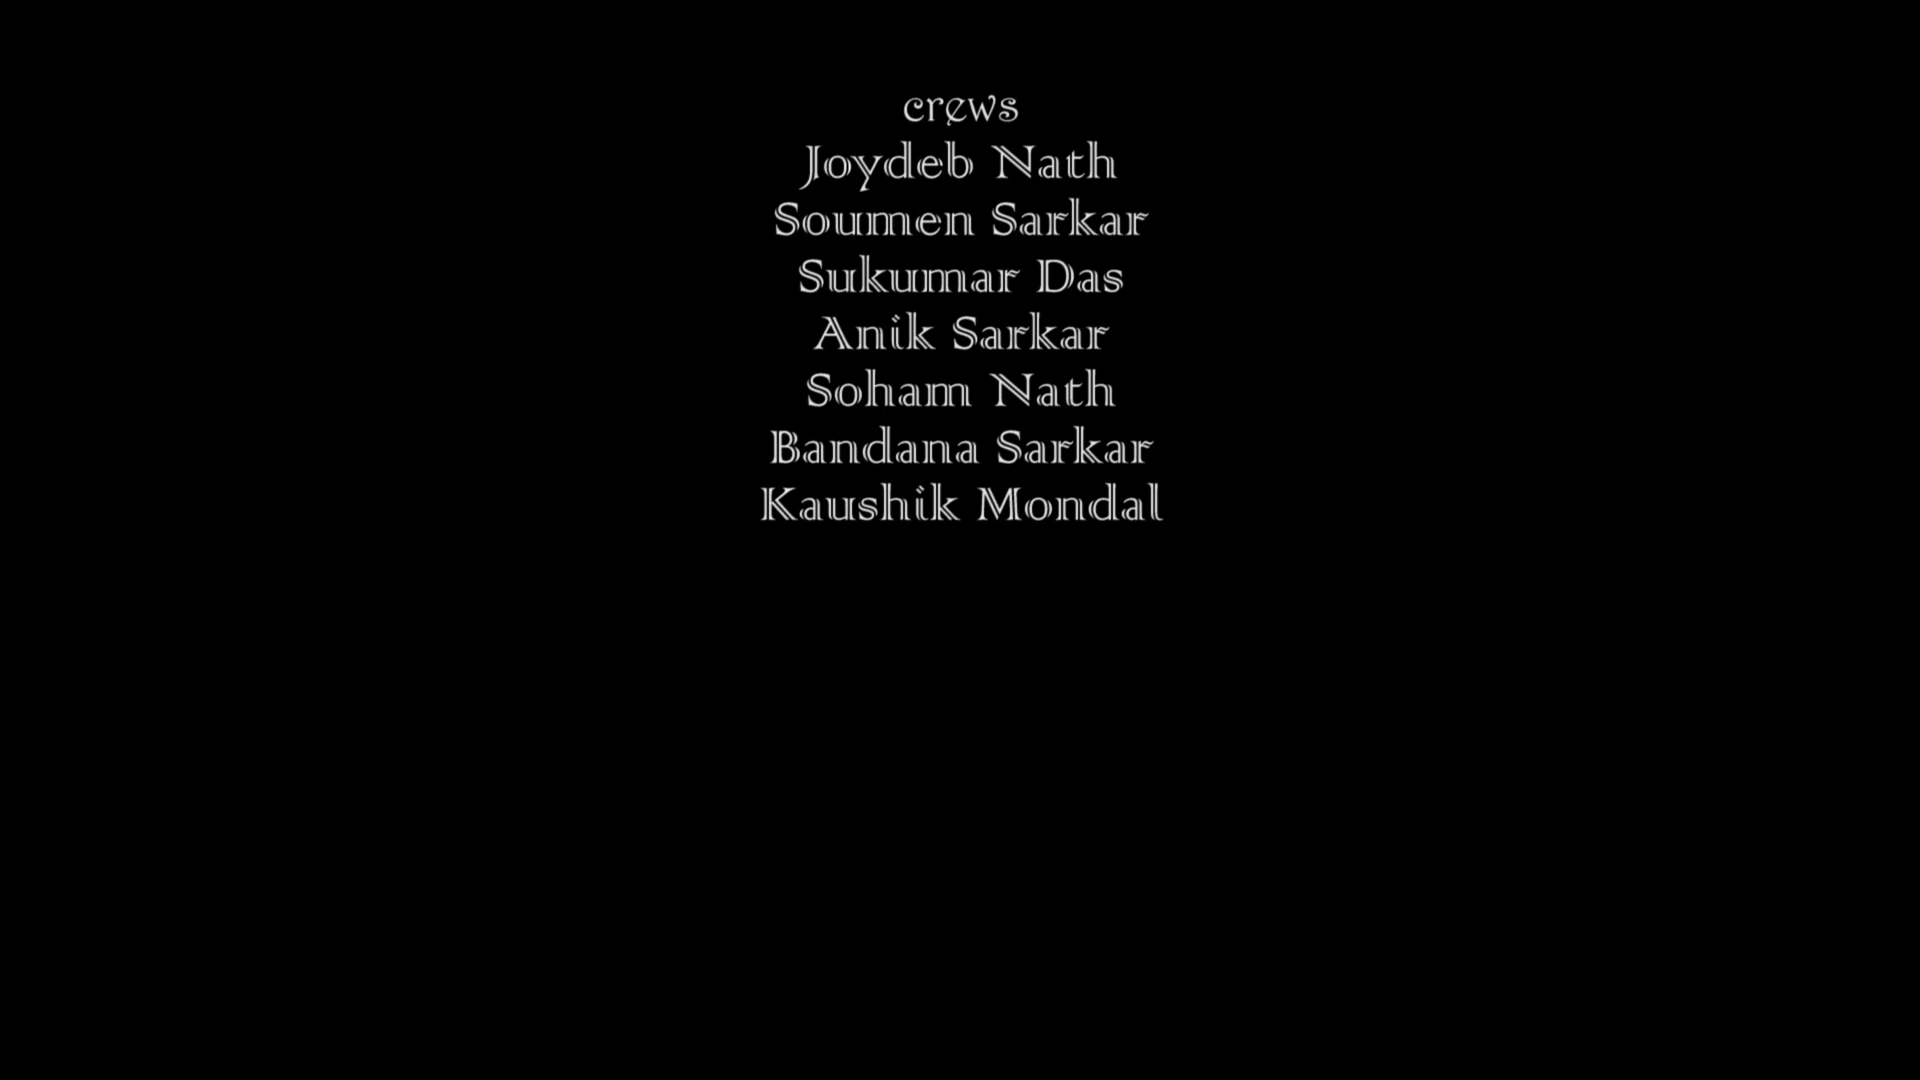 crews
Joydeb Nath
Soumen Sarkar
Sukumar Das
Anik Sarkar
Soham Nath
Bandana Sarkar
Kaushik Mondal